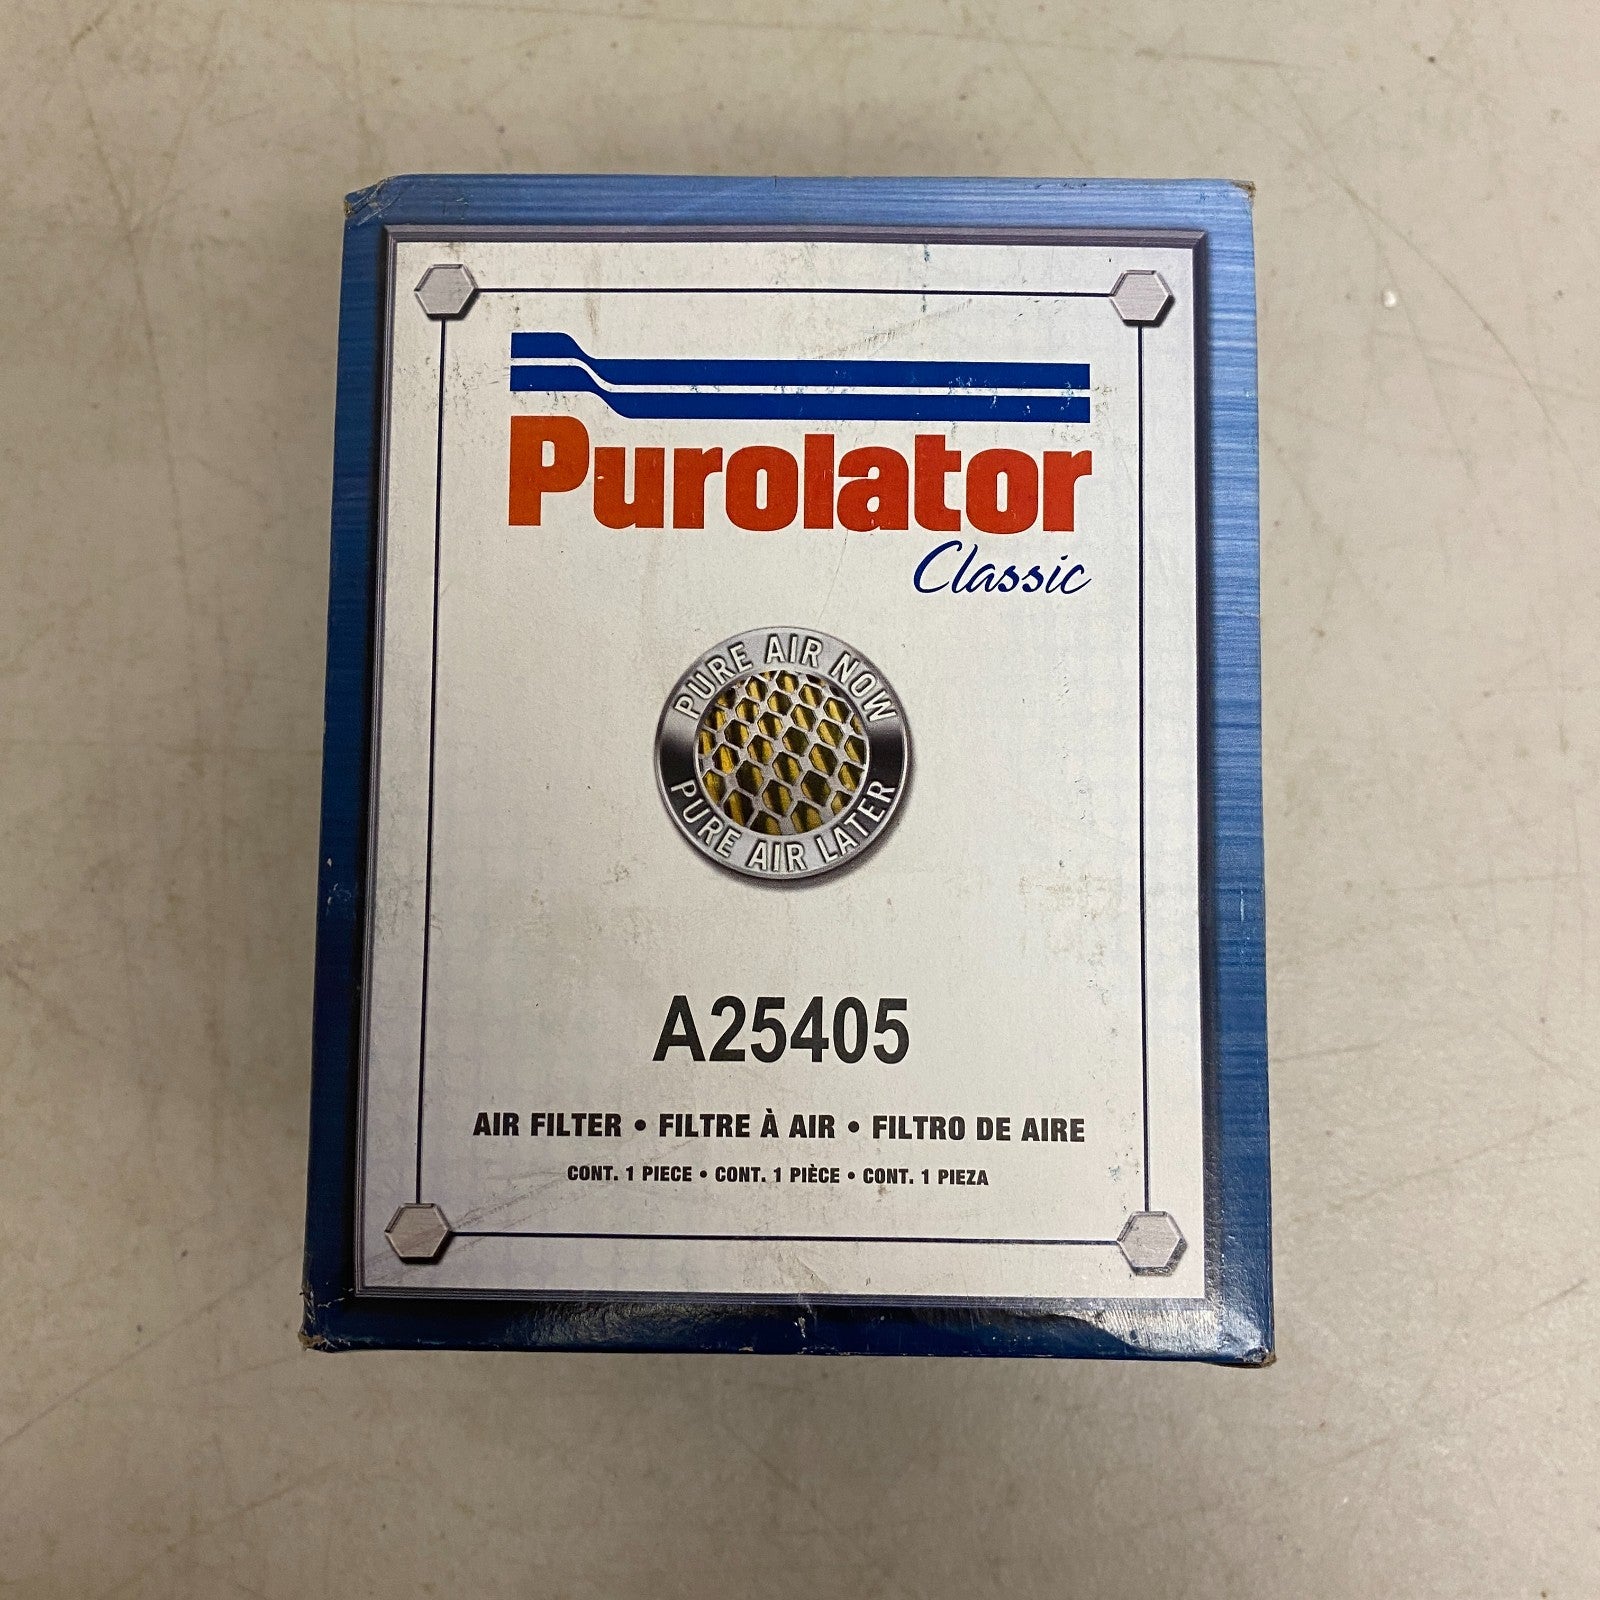 Purolator
Classic
PURE AIR NOW
PURE AIR LATER
A25405
AIR FILTER • FILTRE À AIR • FILTRO DE AIRE
CONT. 1 PIECE • CONT. 1 PIÈCE • CONT. 1 PIEZA